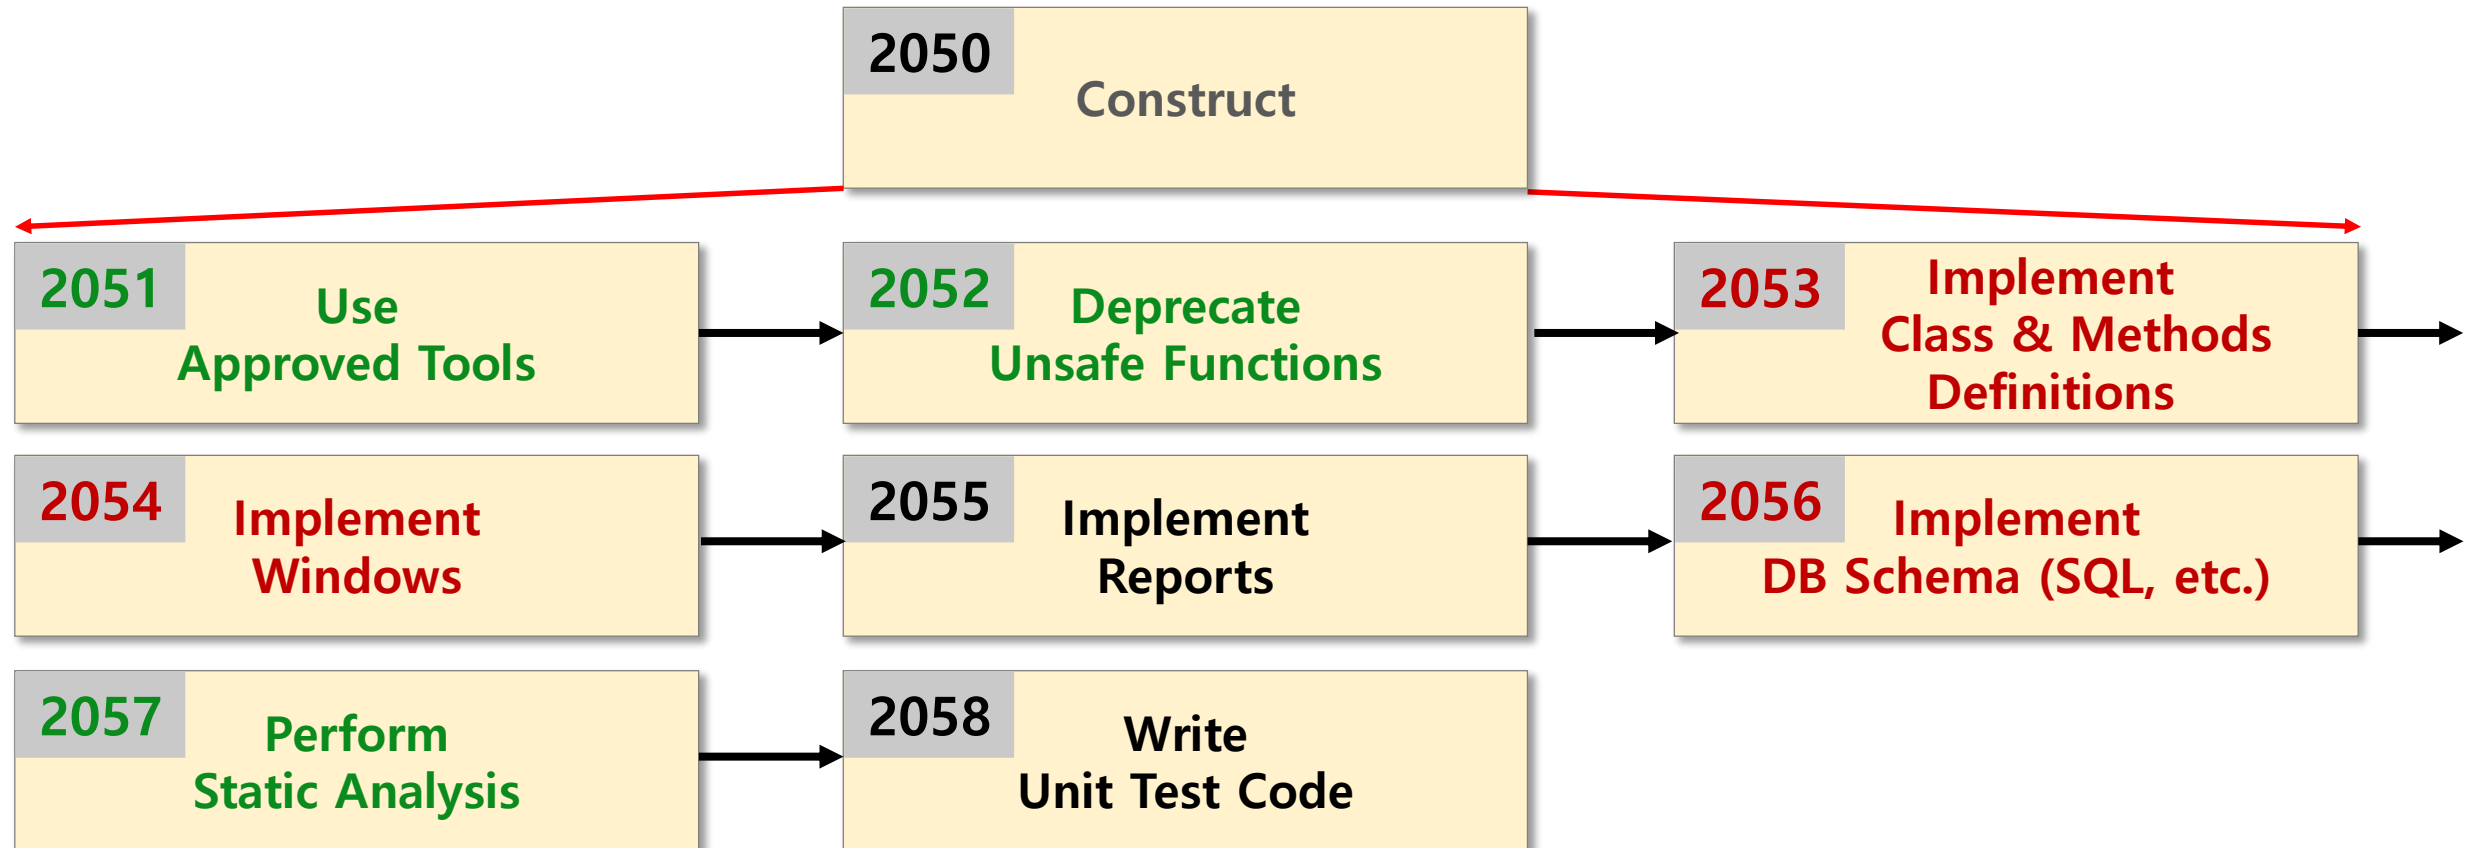 2050
Construct
2051
Use
Approved Tools
2052
Deprecate
Unsafe Functions
2053
Implement
Class & Methods
Definitions
2054
Implement
Windows
2055
Implement
Reports
2056
Implement
DB Schema (SQL, etc.)
2057
Perform
Static Analysis
2058
Write
Unit Test Code